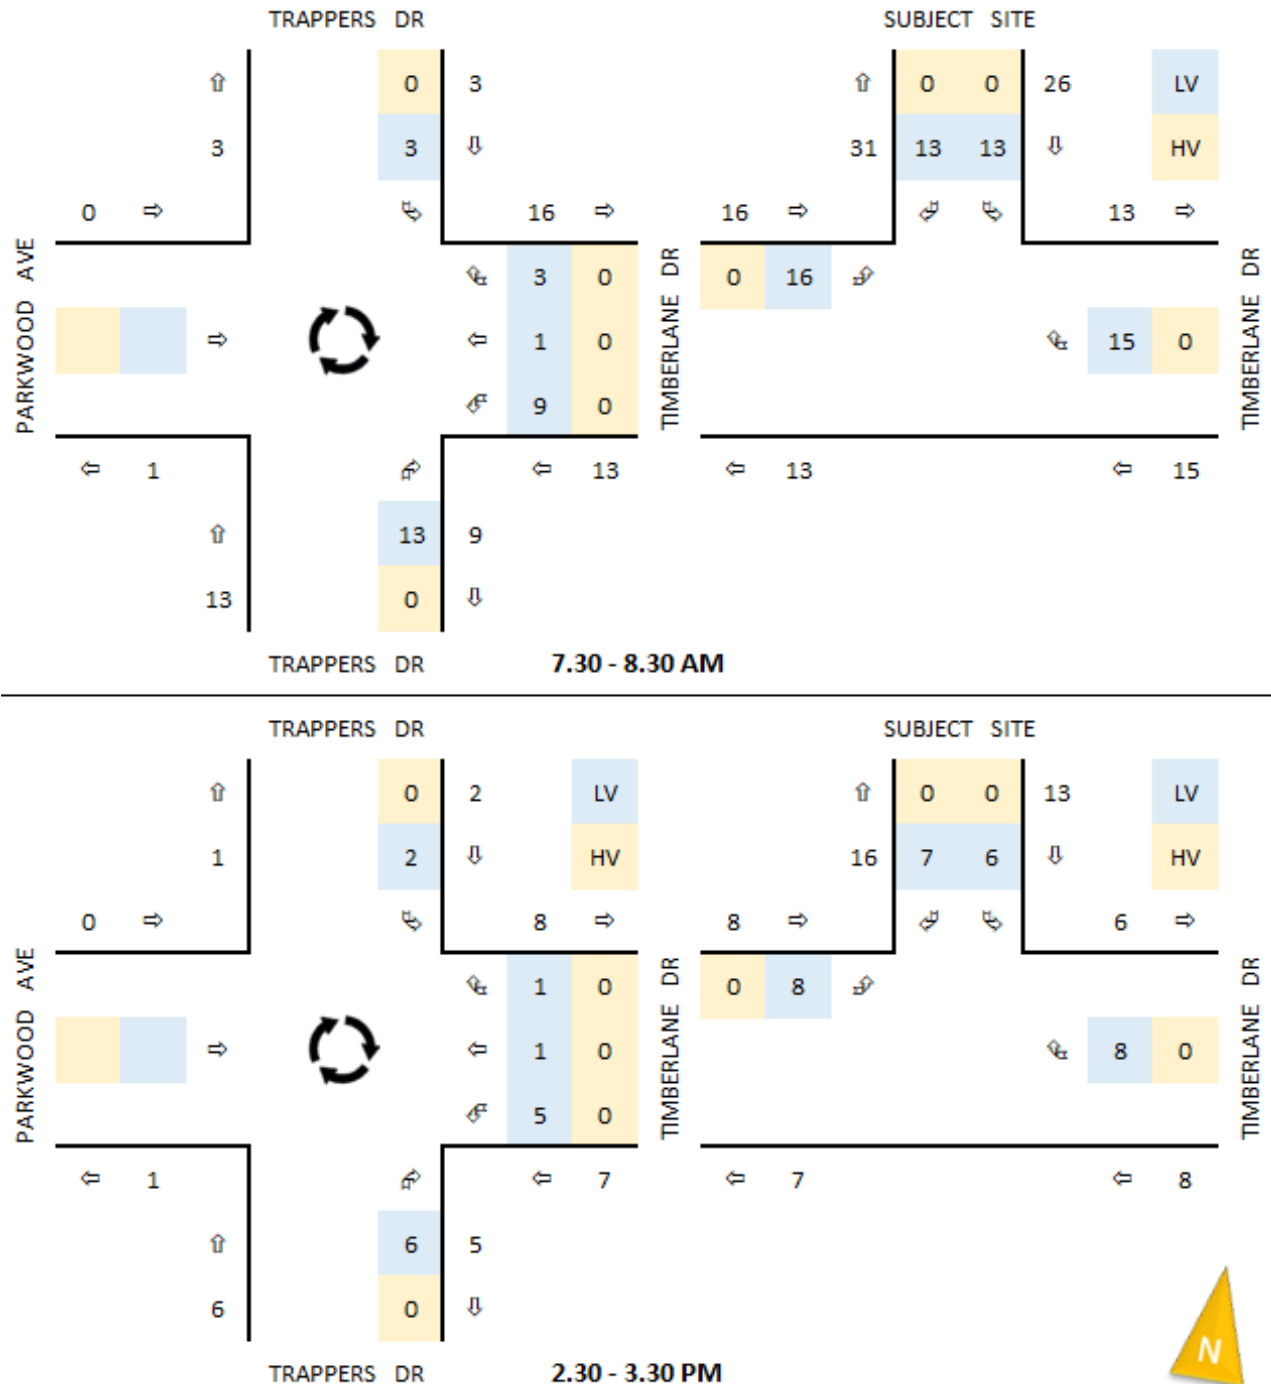 TRAPPERS DR SUBJECT SITE
0 3 0 0 26 LV
3 3 31 13 13 HV
0 16 16 13
PARKWOOD AVE
3 0
TIMBERLANE DR
0 16
TIMBERLANE DR
1 0 15 0
9 0
1 13 13 15
13 9
13 0
TRAPPERS DR 7.30 - 8.30 AM
TRAPPERS DR SUBJECT SITE
0 2 LV 0 0 13 LV
1 2 HV 16 7 6 HV
0 8 8 6
PARKWOOD AVE
1 0
TIMBERLANE DR
0 8
TIMBERLANE DR
1 0 8 0
5 0
1 7 7 8
6 5
6 0
N
TRAPPERS DR 2.30 - 3.30 PM